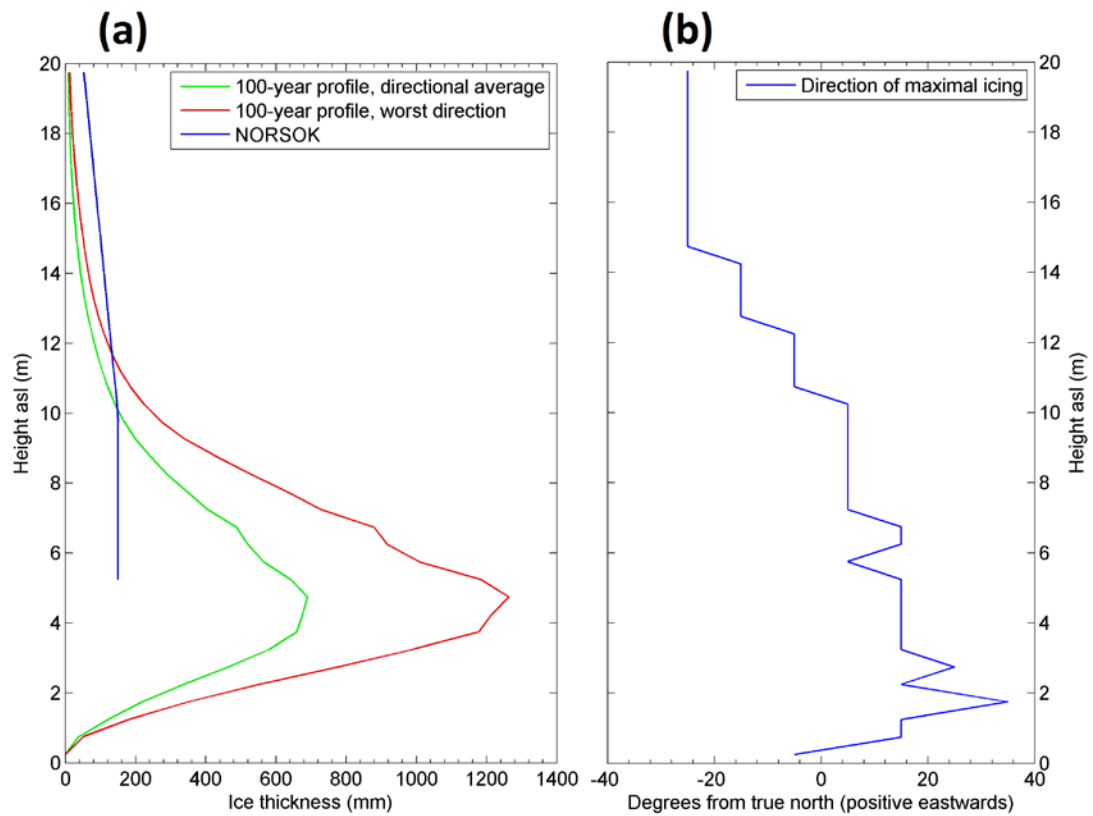 (a)
20
18
16
14
12
10
8
6
4
2
0
Height asl (m)
100-year profile, directional average
100-year profile, worst direction
NORSOK
0 200 400 600 800 1000 1200 1400
Ice thickness (mm)
(b)
Direction of maximal icing
20
18
16
14
12
10
8
6
4
2
0
Height asl (m)
-40 -20 0 20 40
Degrees from true north (positive eastwards)